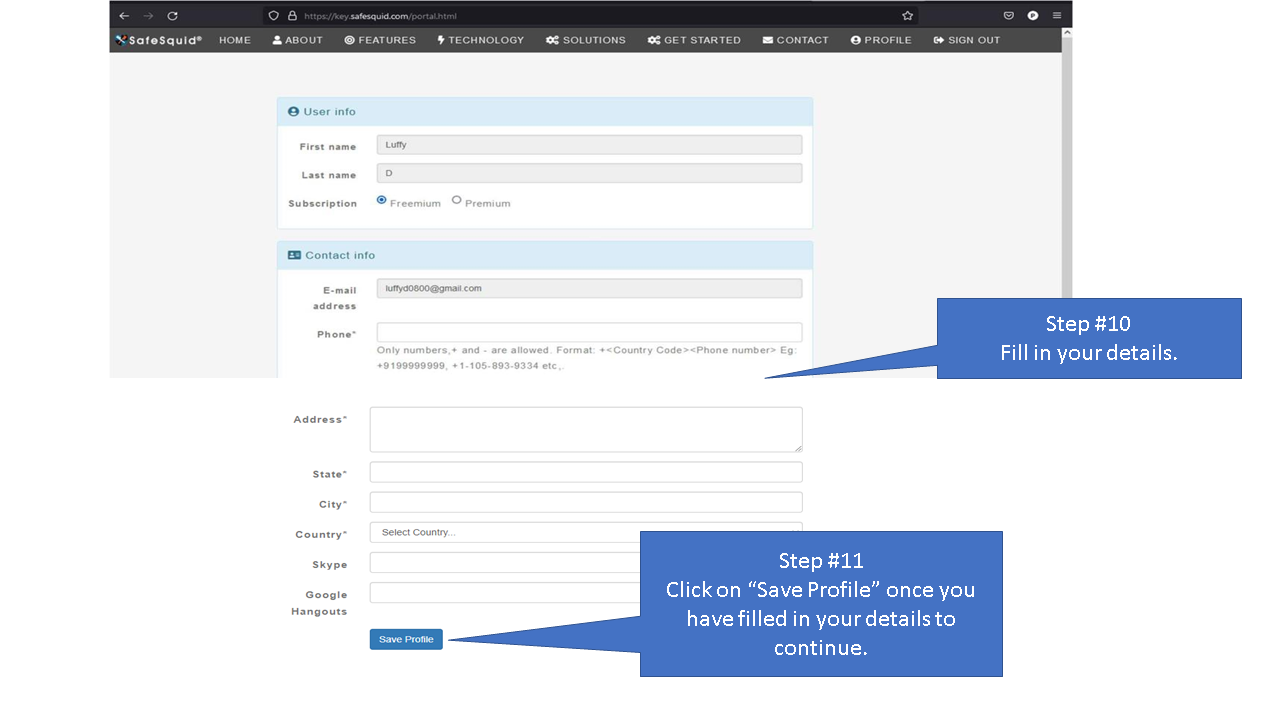 https://key.safesquid.com/portal.html
SafeSquid® HOME ABOUT FEATURES TECHNOLOGY SOLUTIONS GET STARTED CONTACT PROFILE SIGN OUT
User info
First name Luffy
Last name D
Subscription Freemium Premium
Contact info
E-mail address luffyd0800@gmail.com
Phone*
Only numbers,+ and - are allowed. Format: +<Country Code><Phone number> Eg:
+9199999999, +1-105-893-9334 etc,.
Step #10
Fill in your details.
Address*
State*
City*
Country* Select Country...
Skype
Google
Hangouts
Save Profile
Step #11
Click on “Save Profile” once you
have filled in your details to
continue.